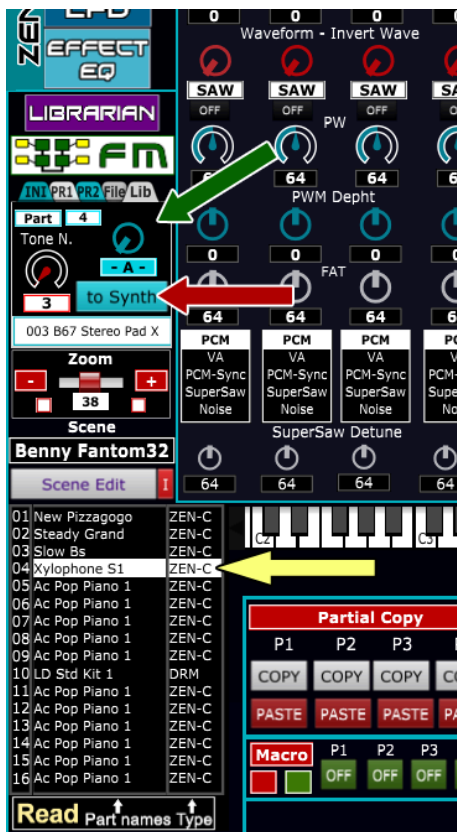 ZEN
LFO
EFFECT
EQ
LIBRARIAN
FM
INI PR1 PR2 File Lib
Part 4
Tone N.
- A -
3 to Synth
003 B67 Stereo Pad X
Zoom
- +
38
Scene
Benny Fantom32
Scene Edit I
0 0 0
Waveform - Invert Wave
SAW SAW SAW
OFF OFF OFF
PW
64 64
PWM Depht
0 0 0
FAT
64 64 64
PCM PCM PCM
VA VA VA
PCM-Sync PCM-Sync PCM-Sync
SuperSaw SuperSaw SuperSaw
Noise Noise Noise
SuperSaw Detune
64 64 64 64
01 New Pizzagogo ZEN-C
02 Steady Grand ZEN-C
03 Slow Bs ZEN-C
04 Xylophone S1 ZEN-C
05 Ac Pop Piano 1 ZEN-C
06 Ac Pop Piano 1 ZEN-C
07 Ac Pop Piano 1 ZEN-C
08 Ac Pop Piano 1 ZEN-C
09 Ac Pop Piano 1 ZEN-C
10 LD Std Kit 1 DRM
11 Ac Pop Piano 1 ZEN-C
12 Ac Pop Piano 1 ZEN-C
13 Ac Pop Piano 1 ZEN-C
14 Ac Pop Piano 1 ZEN-C
15 Ac Pop Piano 1 ZEN-C
16 Ac Pop Piano 1 ZEN-C
Read Part names Type
C2 C3
Partial Copy
P1 P2 P3
COPY COPY COPY
PASTE PASTE PASTE
Macro P1 P2 P3
OFF OFF OFF